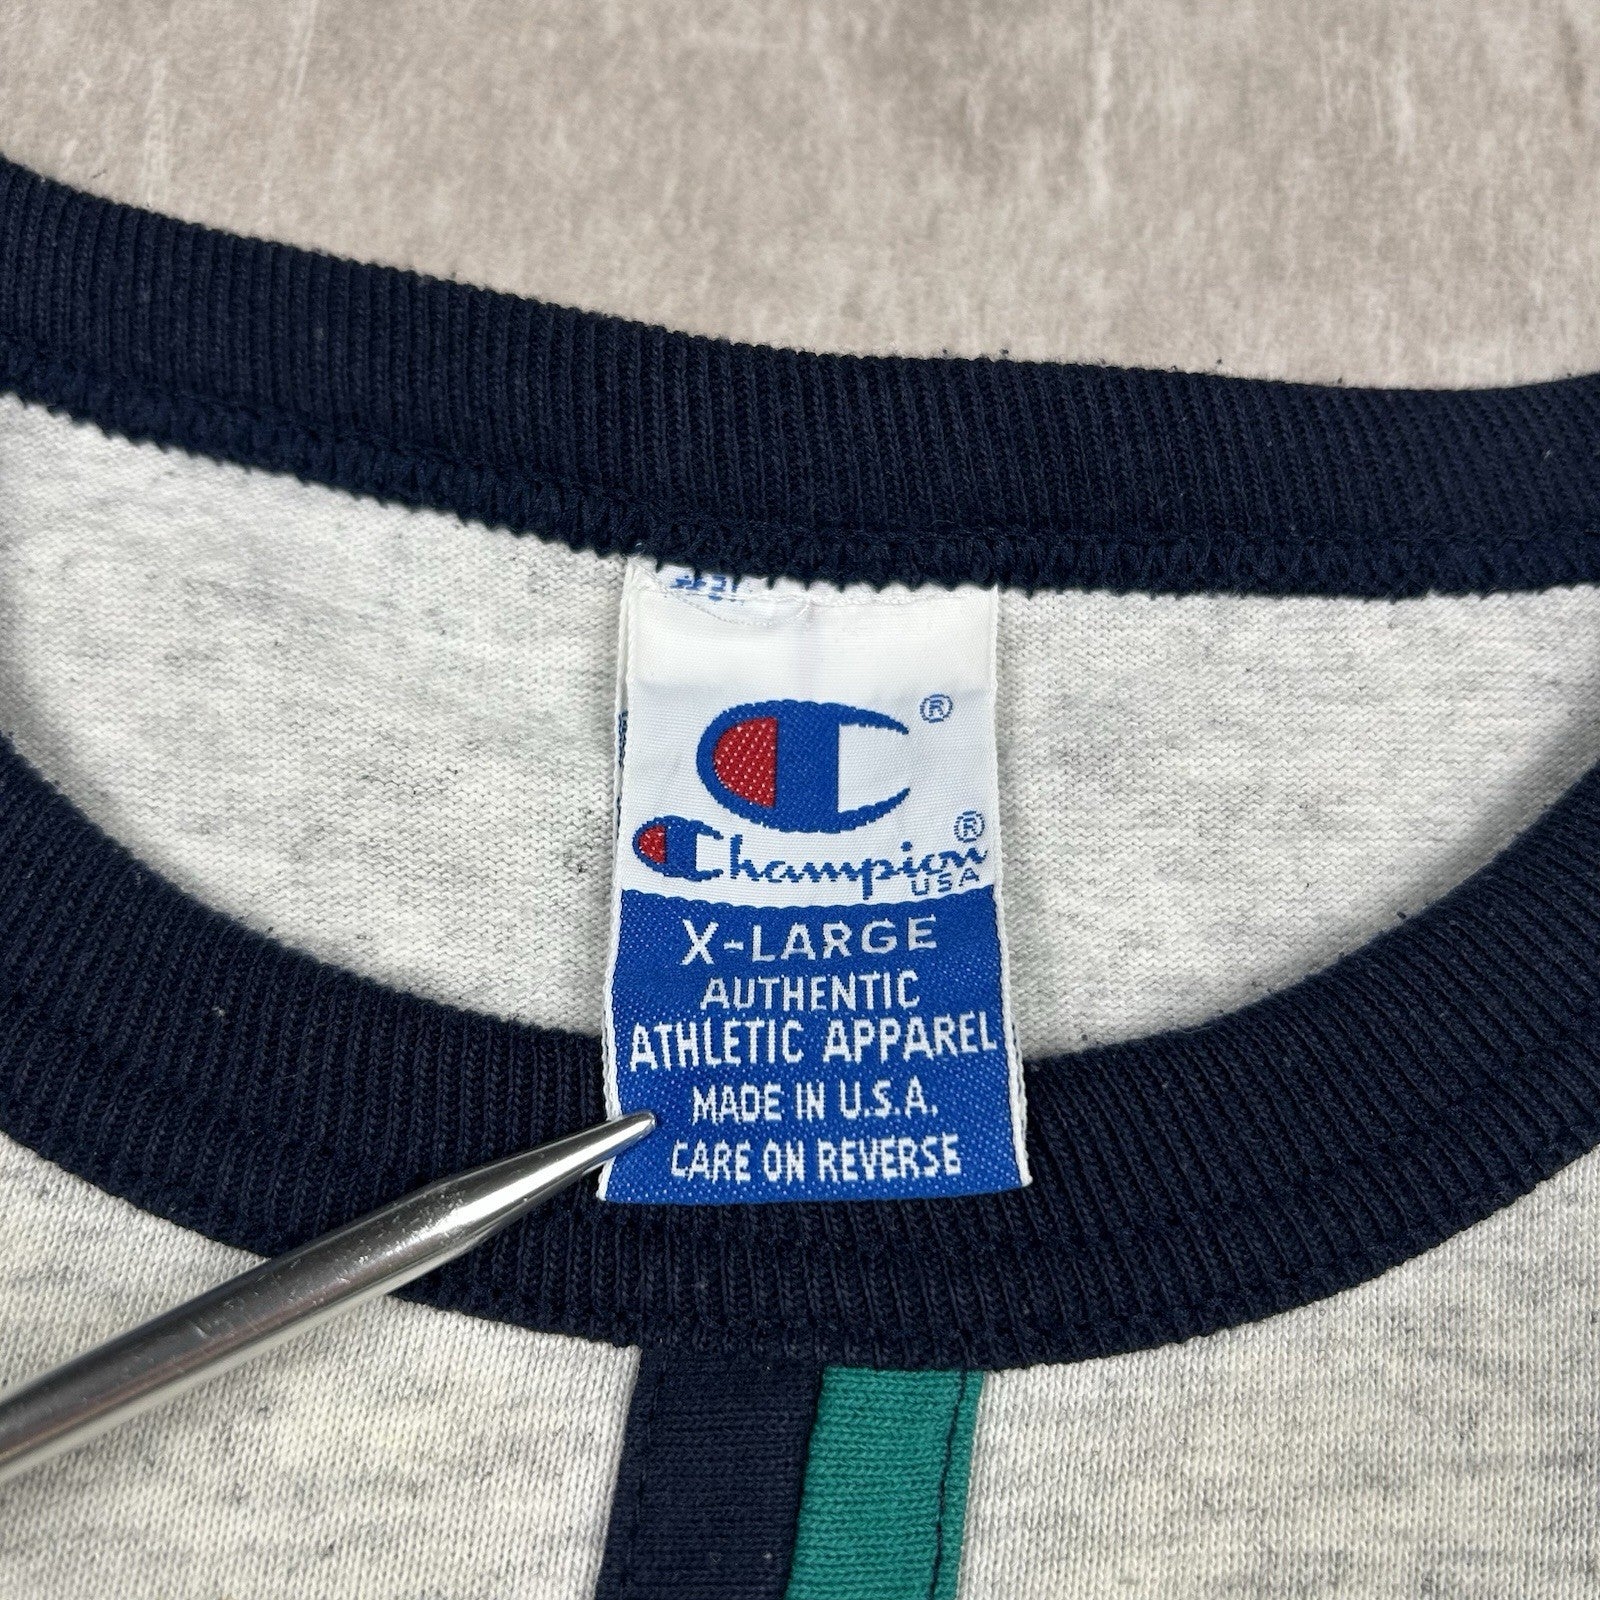 ®
Champion®
USA
X-LARGE
AUTHENTIC
ATHLETIC APPAREL
MADE IN U.S.A.
CARE ON REVERSE